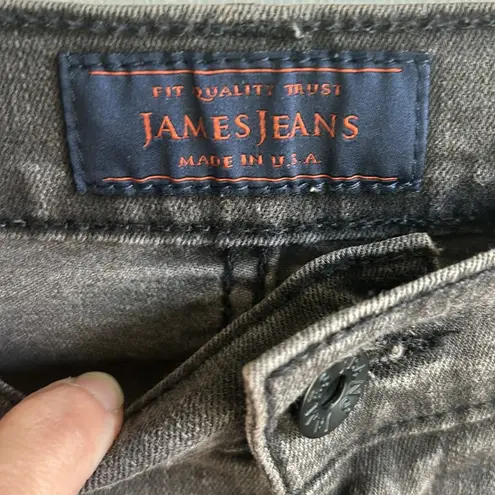 FIT QUALITY TRUST
JAMES JEANS
MADE IN U.S.A.